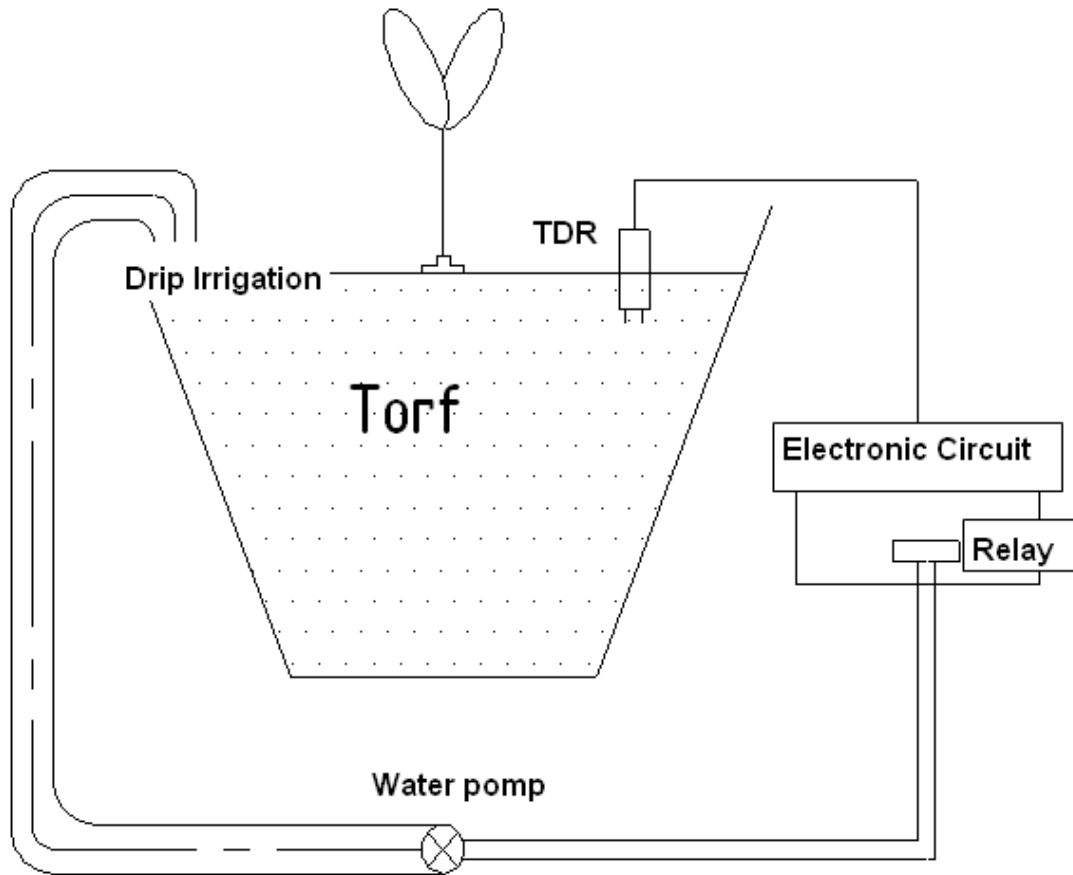 TDR
Drip Irrigation
Torf
Electronic Circuit
Relay
Water pomp